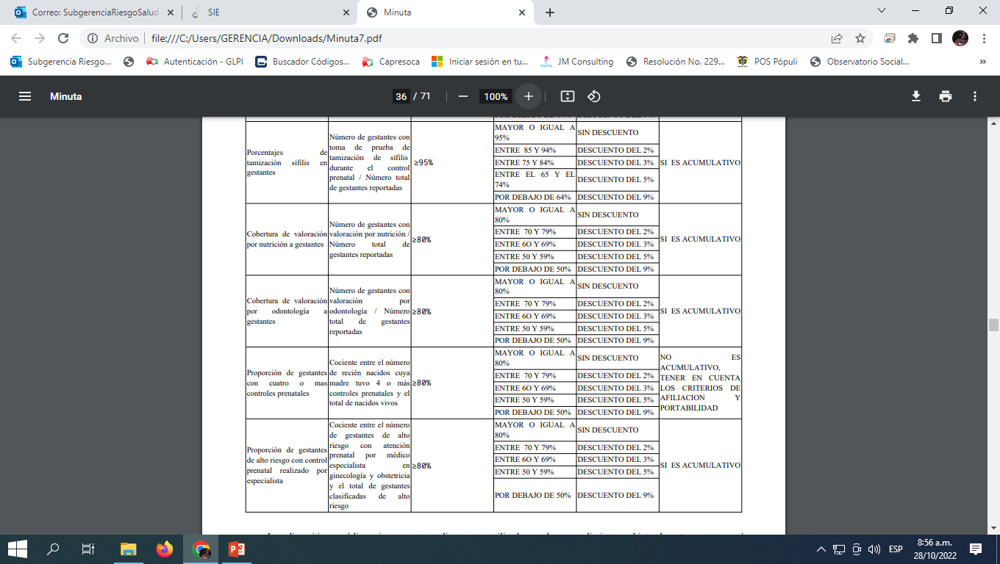 Correo: SubgerenciaRiesgoSalud
SIE
Minuta
Archivo file:///C:/Users/GERENCIA/Downloads/Minuta7.pdf
Subgerencia Riesgo... Autenticación - GLPI Buscador Códigos... Capresoca Iniciar sesión en tu... JM Consulting Resolución No. 229... POS Pópuli Observatorio Social... »
Minuta 36 / 71 100%
Porcentajes de
tamización sífilis en
gestantes
Número de gestantes con
toma de prueba de
tamización de sífilis
durante el control
prenatal / Número total
de gestantes reportadas
≥95%
MAYOR O IGUAL A
95%
SIN DESCUENTO
ENTRE 85 Y 94% DESCUENTO DEL 2%
ENTRE 75 Y 84% DESCUENTO DEL 3%
ENTRE EL 65 Y EL
74%
DESCUENTO DEL 5%
POR DEBAJO DE 64% DESCUENTO DEL 9%
SI ES ACUMULATIVO
Cobertura de valoración
por nutrición a gestantes
Número de gestantes con
valoración por nutrición /
Número total de
gestantes reportadas
≥80%
MAYOR O IGUAL A
80%
SIN DESCUENTO
ENTRE 70 Y 79% DESCUENTO DEL 2%
ENTRE 6O Y 69% DESCUENTO DEL 3%
ENTRE 50 Y 59% DESCUENTO DEL 5%
POR DEBAJO DE 50% DESCUENTO DEL 9%
SI ES ACUMULATIVO
Cobertura de valoración
por odontología a
gestantes
Número de gestantes con
valoración por
odontología / Número
total de gestantes
reportadas
≥80%
MAYOR O IGUAL A
80%
SIN DESCUENTO
ENTRE 70 Y 79% DESCUENTO DEL 2%
ENTRE 6O Y 69% DESCUENTO DEL 3%
ENTRE 50 Y 59% DESCUENTO DEL 5%
POR DEBAJO DE 50% DESCUENTO DEL 9%
SI ES ACUMULATIVO
Proporción de gestantes
con cuatro o mas
controles prenatales
Cociente entre el número
de recién nacidos cuya
madre tuvo 4 o más
controles prenatales y el
total de nacidos vivos
≥80%
MAYOR O IGUAL A
80%
SIN DESCUENTO
ENTRE 70 Y 79% DESCUENTO DEL 2%
ENTRE 6O Y 69% DESCUENTO DEL 3%
ENTRE 50 Y 59% DESCUENTO DEL 5%
POR DEBAJO DE 50% DESCUENTO DEL 9%
NO ES
ACUMULATIVO,
TENER EN CUENTA
LOS CRITERIOS DE
AFILIACION Y
PORTABILIDAD
Proporción de gestantes
de alto riesgo con control
prenatal realizado por
especialista
Cociente entre el número
de gestantes de alto
riesgo con atención
prenatal por médico
especialista en
ginecología y obstetricia
y el total de gestantes
clasificadas de alto
riesgo
≥80%
MAYOR O IGUAL A
80%
SIN DESCUENTO
ENTRE 70 Y 79% DESCUENTO DEL 2%
ENTRE 6O Y 69% DESCUENTO DEL 3%
ENTRE 50 Y 59% DESCUENTO DEL 5%
POR DEBAJO DE 50% DESCUENTO DEL 9%
SI ES ACUMULATIVO
ESP
8:56 a.m.
28/10/2022